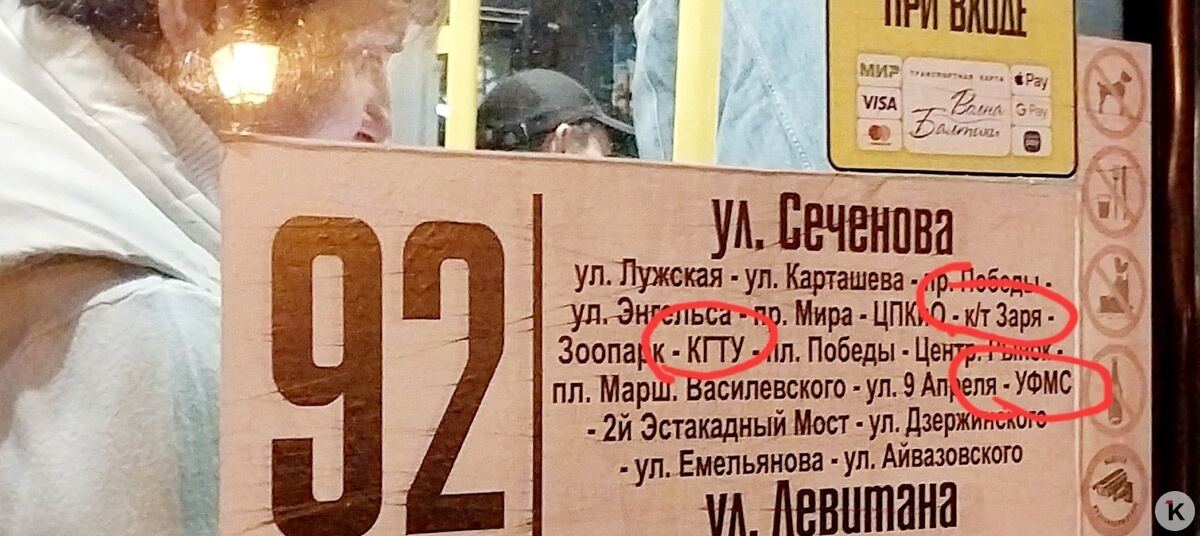 ПРИ ВХОДЕ
МИР
ТРАНСПОРТНАЯ КАРТА
Pay
VISA
Волна
Балтики
G Pay
92
ул. Сеченова
ул. Лужская - ул. Карташева - пр. Победы -
ул. Энгельса - пр. Мира - ЦПКиО - к/т Заря -
Зоопарк - КГТУ - пл. Победы - Центр. Рынок -
пл. Марш. Василевского - ул. 9 Апреля - УФМС
- 2й Эстакадный Мост - ул. Дзержинского
- ул. Емельянова - ул. Айвазовского
ул. Левитана
K